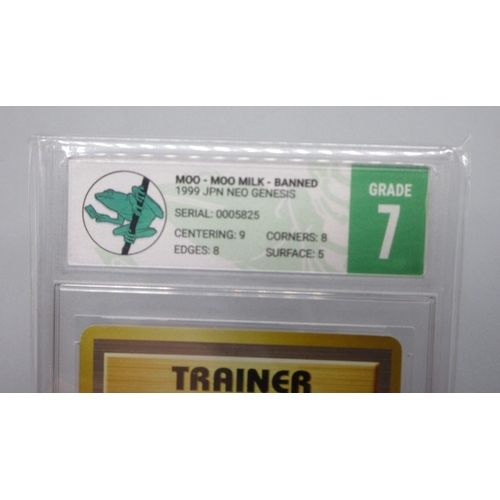 MOO - MOO MILK - BANNED
1999 JPN NEO GENESIS
SERIAL: 0005825
CENTERING: 9 CORNERS: 8
EDGES: 8 SURFACE: 5
GRADE
7
TRAINER